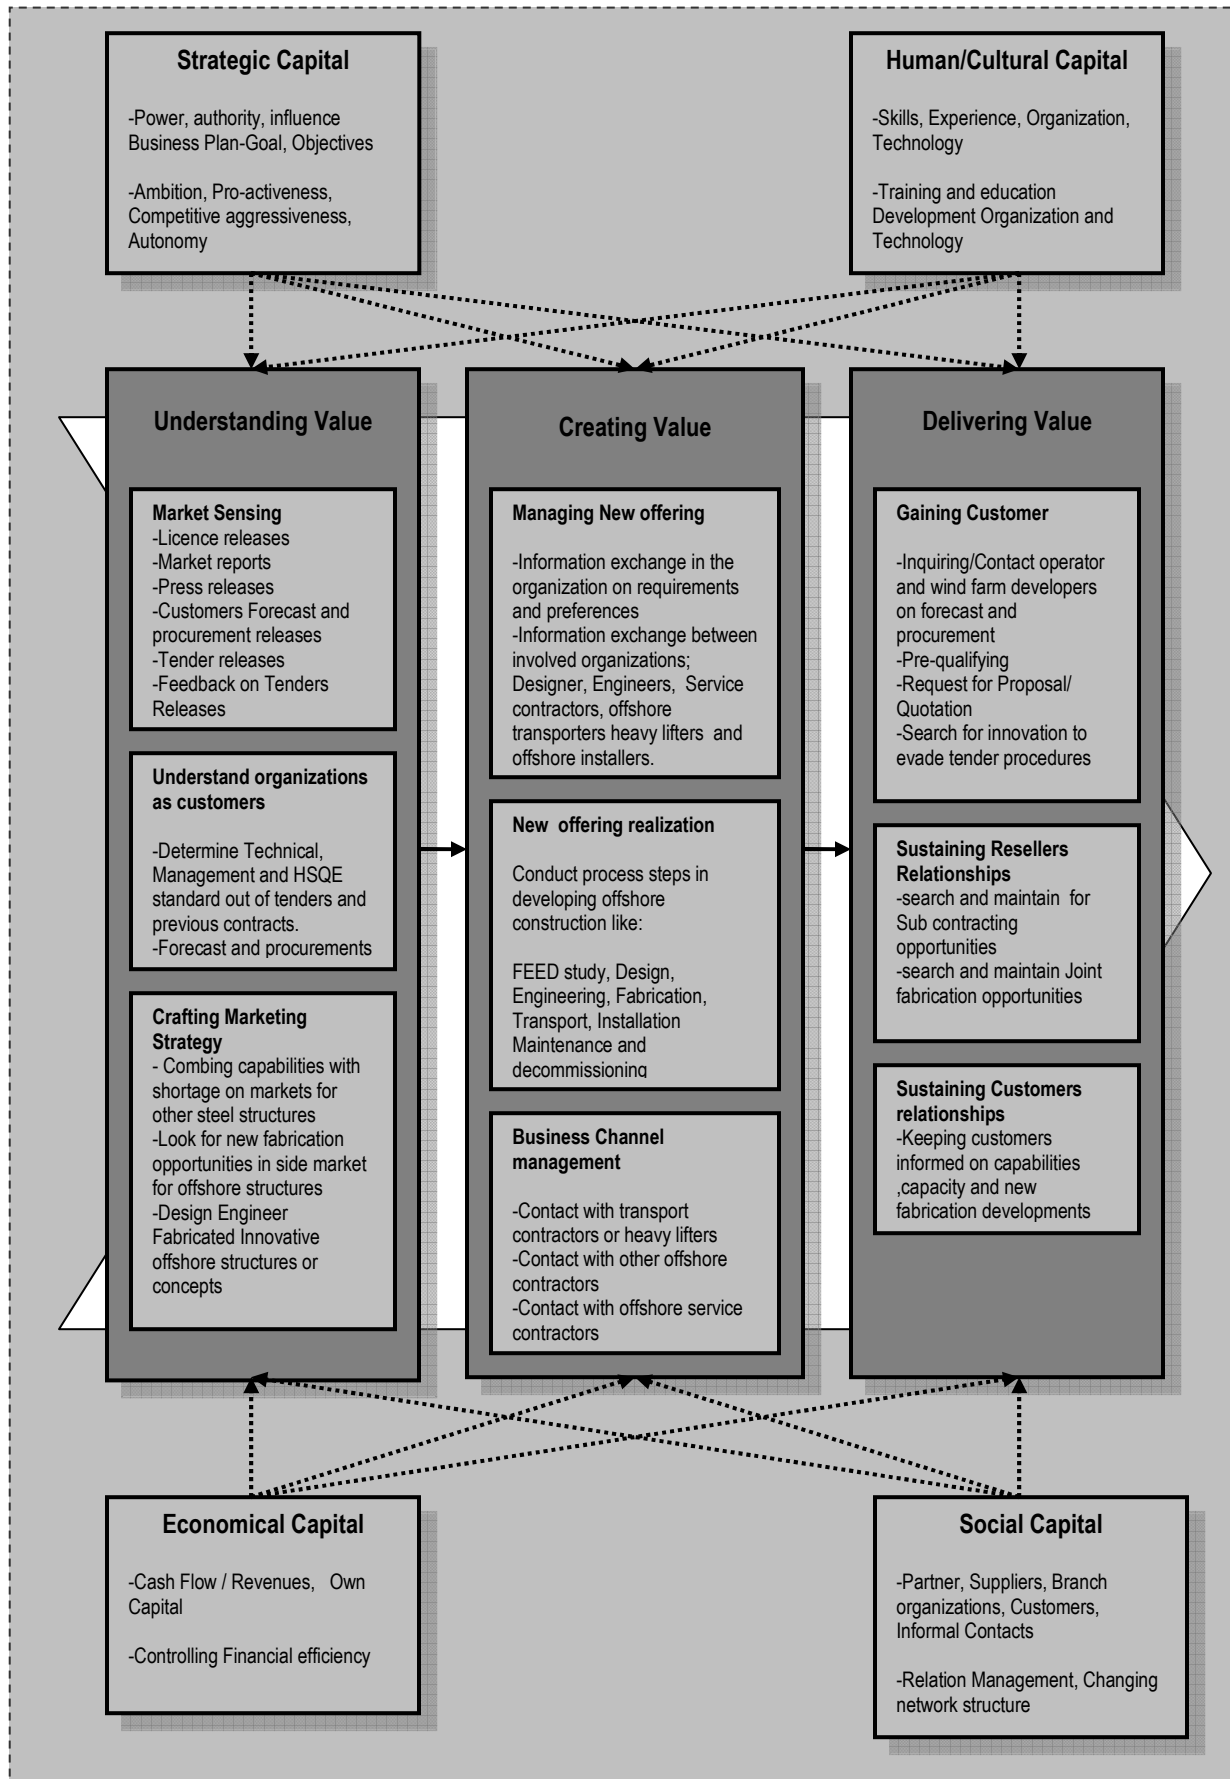 Strategic Capital
-Power, authority, influence
Business Plan-Goal, Objectives
-Ambition, Pro-activeness,
Competitive aggressiveness,
Autonomy
Human/Cultural Capital
-Skills, Experience, Organization,
Technology
-Training and education
Development Organization and
Technology
Understanding Value
Market Sensing
-Licence releases
-Market reports
-Press releases
-Customers Forecast and
procurement releases
-Tender releases
-Feedback on Tenders
Releases
Understand organizations
as customers
-Determine Technical,
Management and HSQE
standard out of tenders and
previous contracts.
-Forecast and procurements
Crafting Marketing
Strategy
- Combing capabilities with
shortage on markets for
other steel structures
-Look for new fabrication
opportunities in side market
for offshore structures
-Design Engineer
Fabricated Innovative
offshore structures or
concepts
Creating Value
Managing New offering
-Information exchange in the
organization on requirements
and preferences
-Information exchange between
involved organizations;
Designer, Engineers, Service
contractors, offshore
transporters heavy lifters and
offshore installers.
New offering realization
Conduct process steps in
developing offshore
construction like:
FEED study, Design,
Engineering, Fabrication,
Transport, Installation
Maintenance and
decommissioning
Business Channel
management
-Contact with transport
contractors or heavy lifters
-Contact with other offshore
contractors
-Contact with offshore service
contractors
Delivering Value
Gaining Customer
-Inquiring/Contact operator
and wind farm developers
on forecast and
procurement
-Pre-qualifying
-Request for Proposal/
Quotation
-Search for innovation to
evade tender procedures
Sustaining Resellers
Relationships
-search and maintain for
Sub contracting
opportunities
-search and maintain Joint
fabrication opportunities
Sustaining Customers
relationships
-Keeping customers
informed on capabilities
,capacity and new
fabrication developments
Economical Capital
-Cash Flow / Revenues, Own
Capital
-Controlling Financial efficiency
Social Capital
-Partner, Suppliers, Branch
organizations, Customers,
Informal Contacts
-Relation Management, Changing
network structure